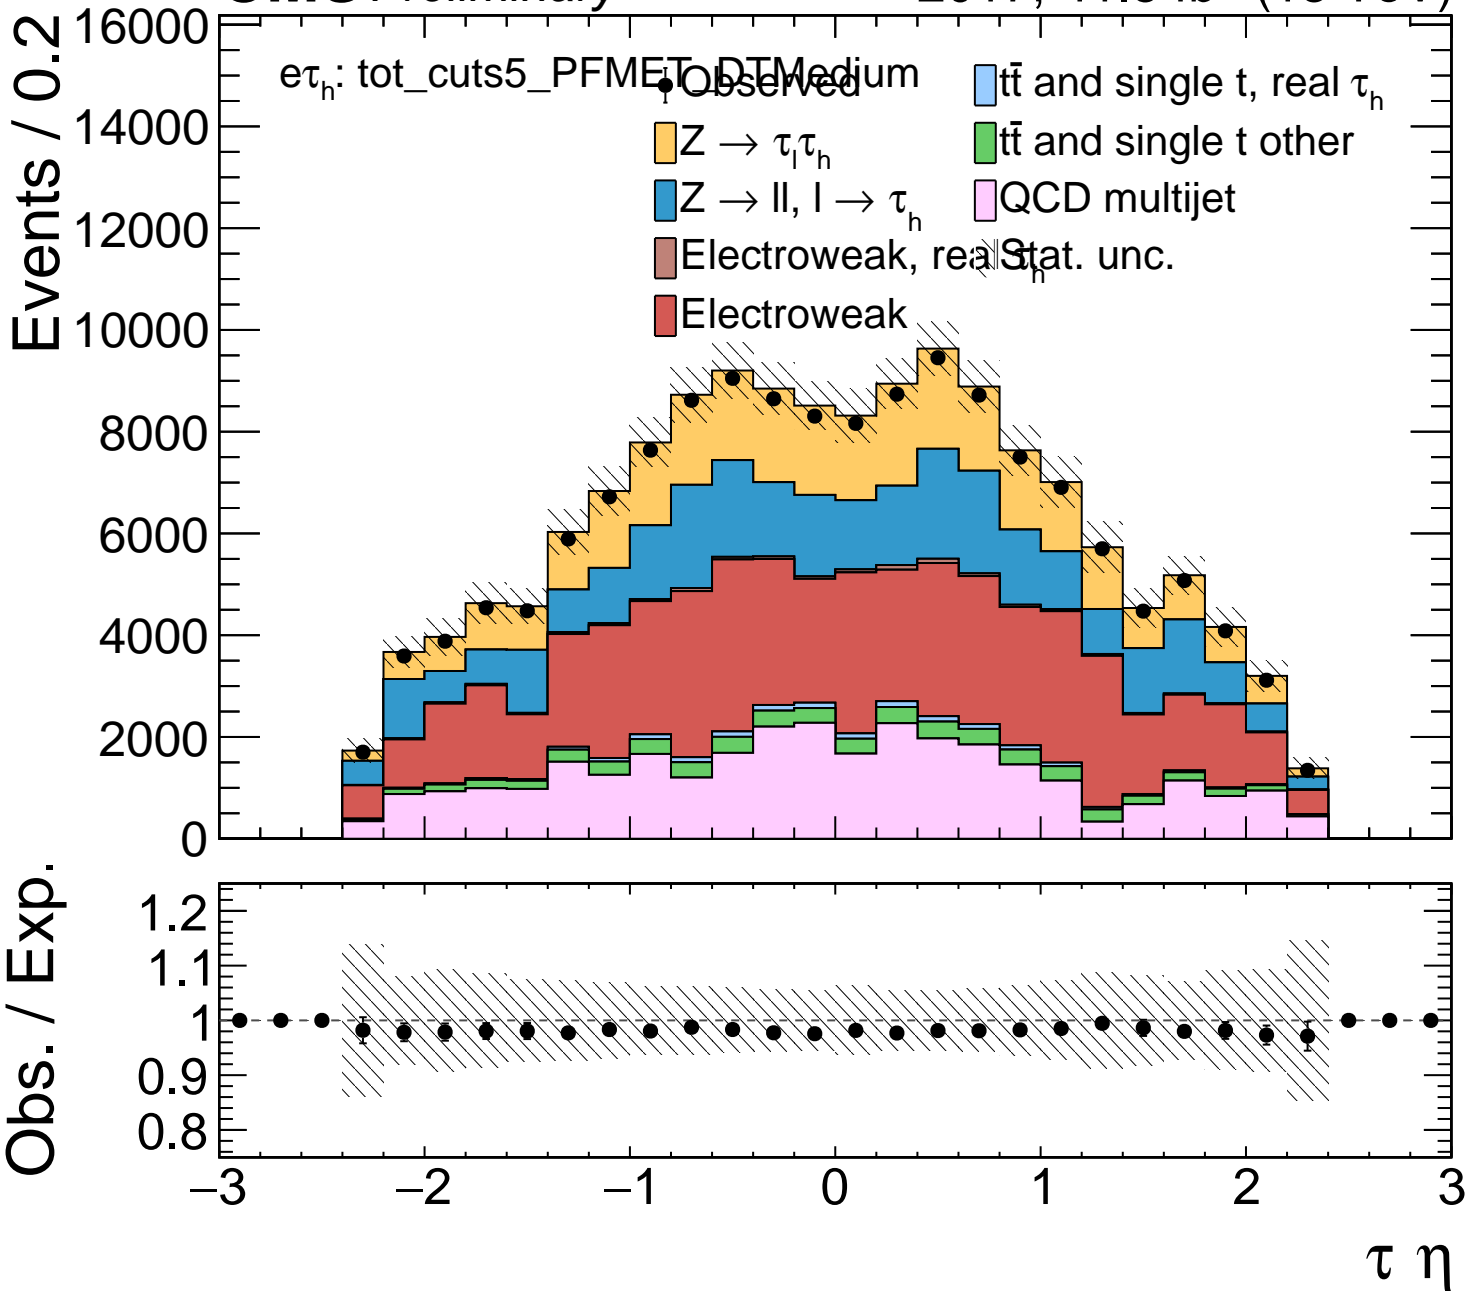 Preliminary
Events / 0.2
16000
14000
12000
10000
8000
6000
4000
2000
0
eτh: tot_cuts5_PFMET_DTMedium
Observed
Z → τlτh
Z → ll, l → τh
Electroweak, real τh
Electroweak
tt̄ and single t, real τh
tt̄ and single t other
QCD multijet
Stat. unc.
Obs. / Exp.
1.2
1.1
1
0.9
0.8
−3 −2 −1 0 1 2 3
τ η